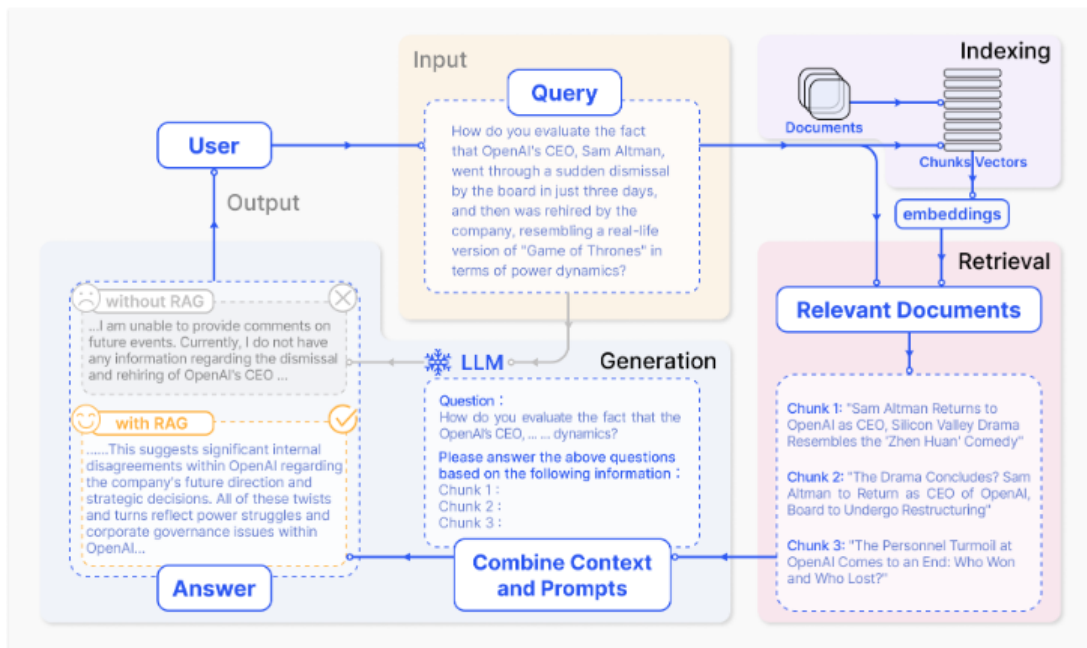 Input
Query
How do you evaluate the fact
that OpenAI's CEO, Sam Altman,
went through a sudden dismissal
by the board in just three days,
and then was rehired by the
company, resembling a real-life
version of "Game of Thrones" in
terms of power dynamics?
Indexing
Documents
Chunks Vectors
embeddings
User
Output
Retrieval
Relevant Documents
Chunk 1: "Sam Altman Returns to
OpenAI as CEO, Silicon Valley Drama
Resembles the 'Zhen Huan' Comedy"
Chunk 2: "The Drama Concludes? Sam
Altman to Return as CEO of OpenAI,
Board to Undergo Restructuring"
Chunk 3: "The Personnel Turmoil at
OpenAI Comes to an End: Who Won
and Who Lost?"
Generation
LLM
Question :
How do you evaluate the fact that the
OpenAI's CEO, ... ... dynamics?
Please answer the above questions
based on the following information :
Chunk 1 :
Chunk 2 :
Chunk 3 :
Combine Context
and Prompts
without RAG
...I am unable to provide comments on
future events. Currently, I do not have
any information regarding the dismissal
and rehiring of OpenAI's CEO ...
with RAG
......This suggests significant internal
disagreements within OpenAI regarding
the company's future direction and
strategic decisions. All of these twists
and turns reflect power struggles and
corporate governance issues within
OpenAI...
Answer